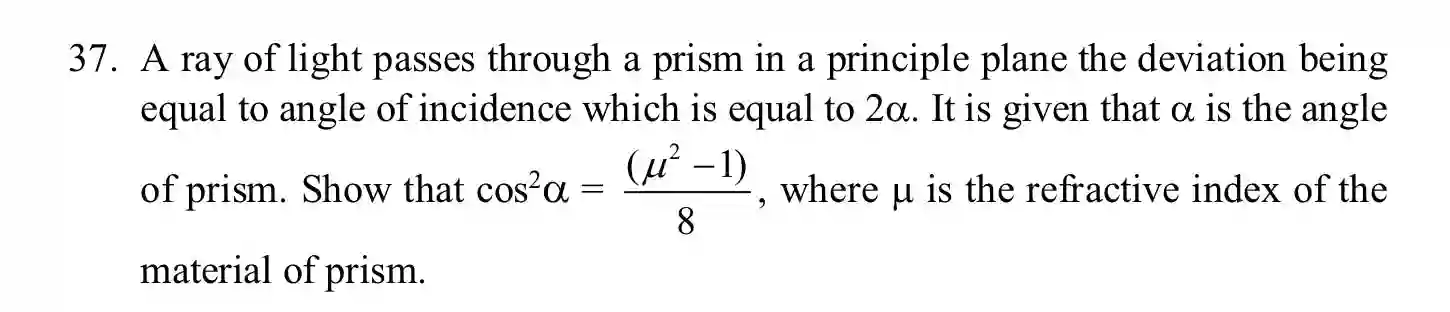 37. A ray of light passes through a prism in a principle plane the deviation being
equal to angle of incidence which is equal to 2α. It is given that α is the angle
of prism. Show that cos²α = (μ² – 1)/8, where μ is the refractive index of the
material of prism.